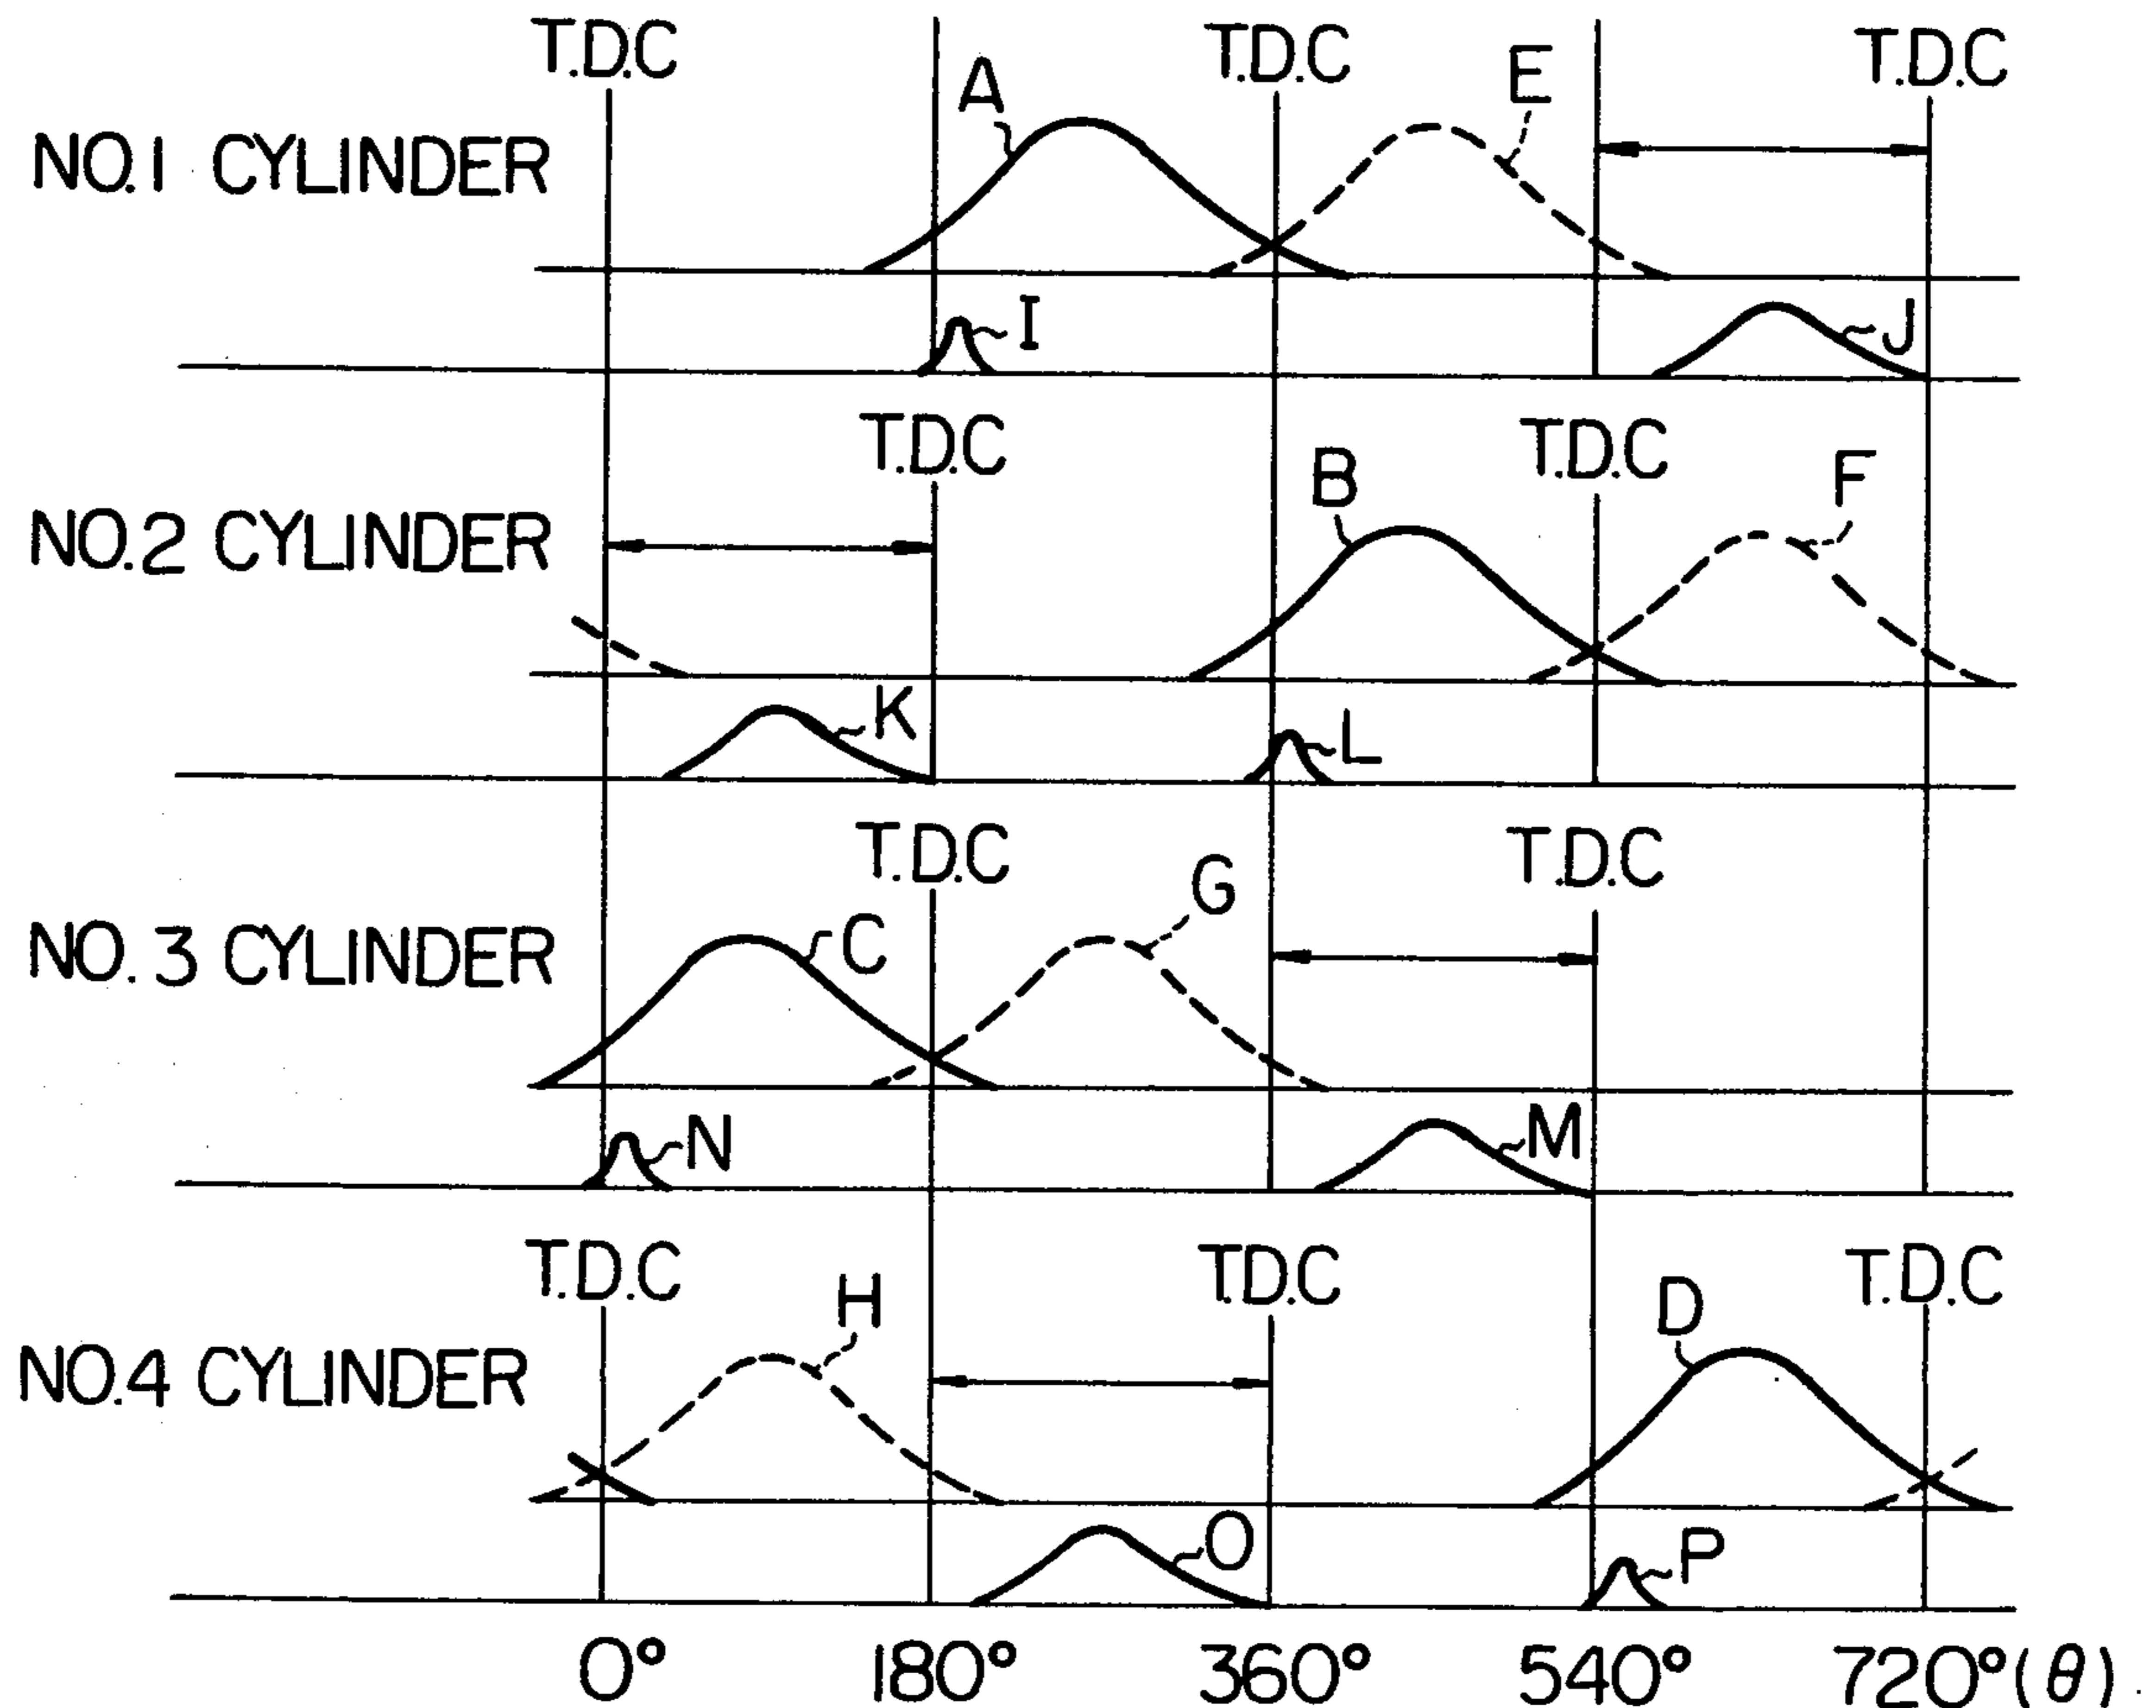 T.D.C T.D.C T.D.C
A E
NO.1 CYLINDER
I J
T.D.C T.D.C
B F
NO.2 CYLINDER
K L
T.D.C T.D.C
G
C
NO. 3 CYLINDER
N M
T.D.C T.D.C T.D.C
H D
NO.4 CYLINDER
O P
0° 180° 360° 540° 720° (θ)